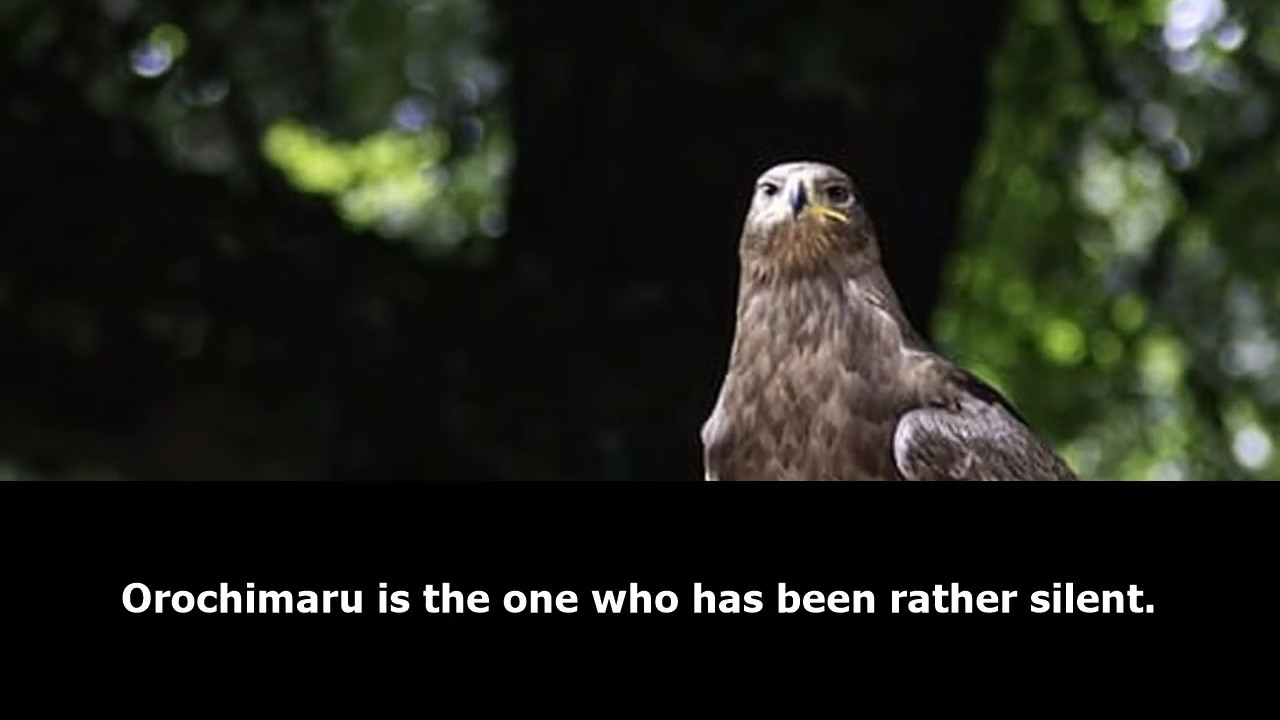 Orochimaru is the one who has been rather silent.